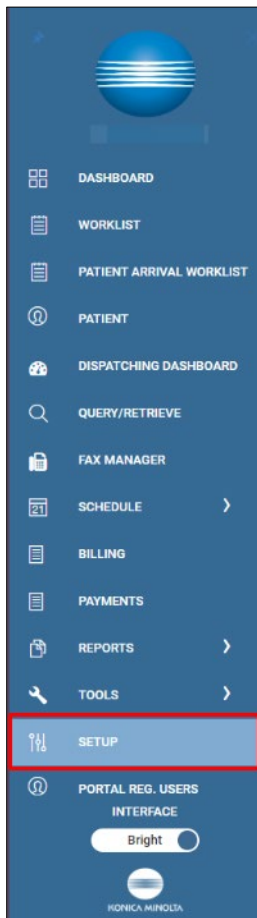 DASHBOARD
WORKLIST
PATIENT ARRIVAL WORKLIST
PATIENT
DISPATCHING DASHBOARD
QUERY/RETRIEVE
FAX MANAGER
21 SCHEDULE
BILLING
PAYMENTS
REPORTS
TOOLS
SETUP
PORTAL REG. USERS
INTERFACE
Bright
KONICA MINOLTA